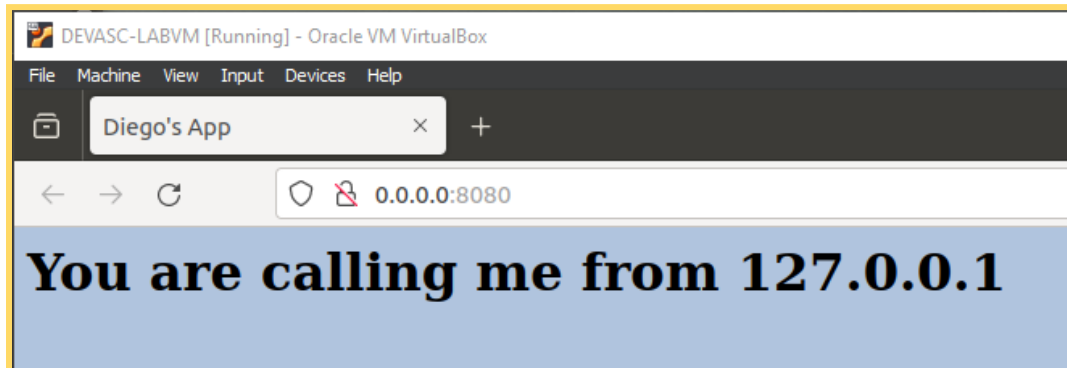 DEVASC-LABVM [Running] - Oracle VM VirtualBox
File Machine View Input Devices Help
Diego's App
0.0.0.0:8080
You are calling me from 127.0.0.1